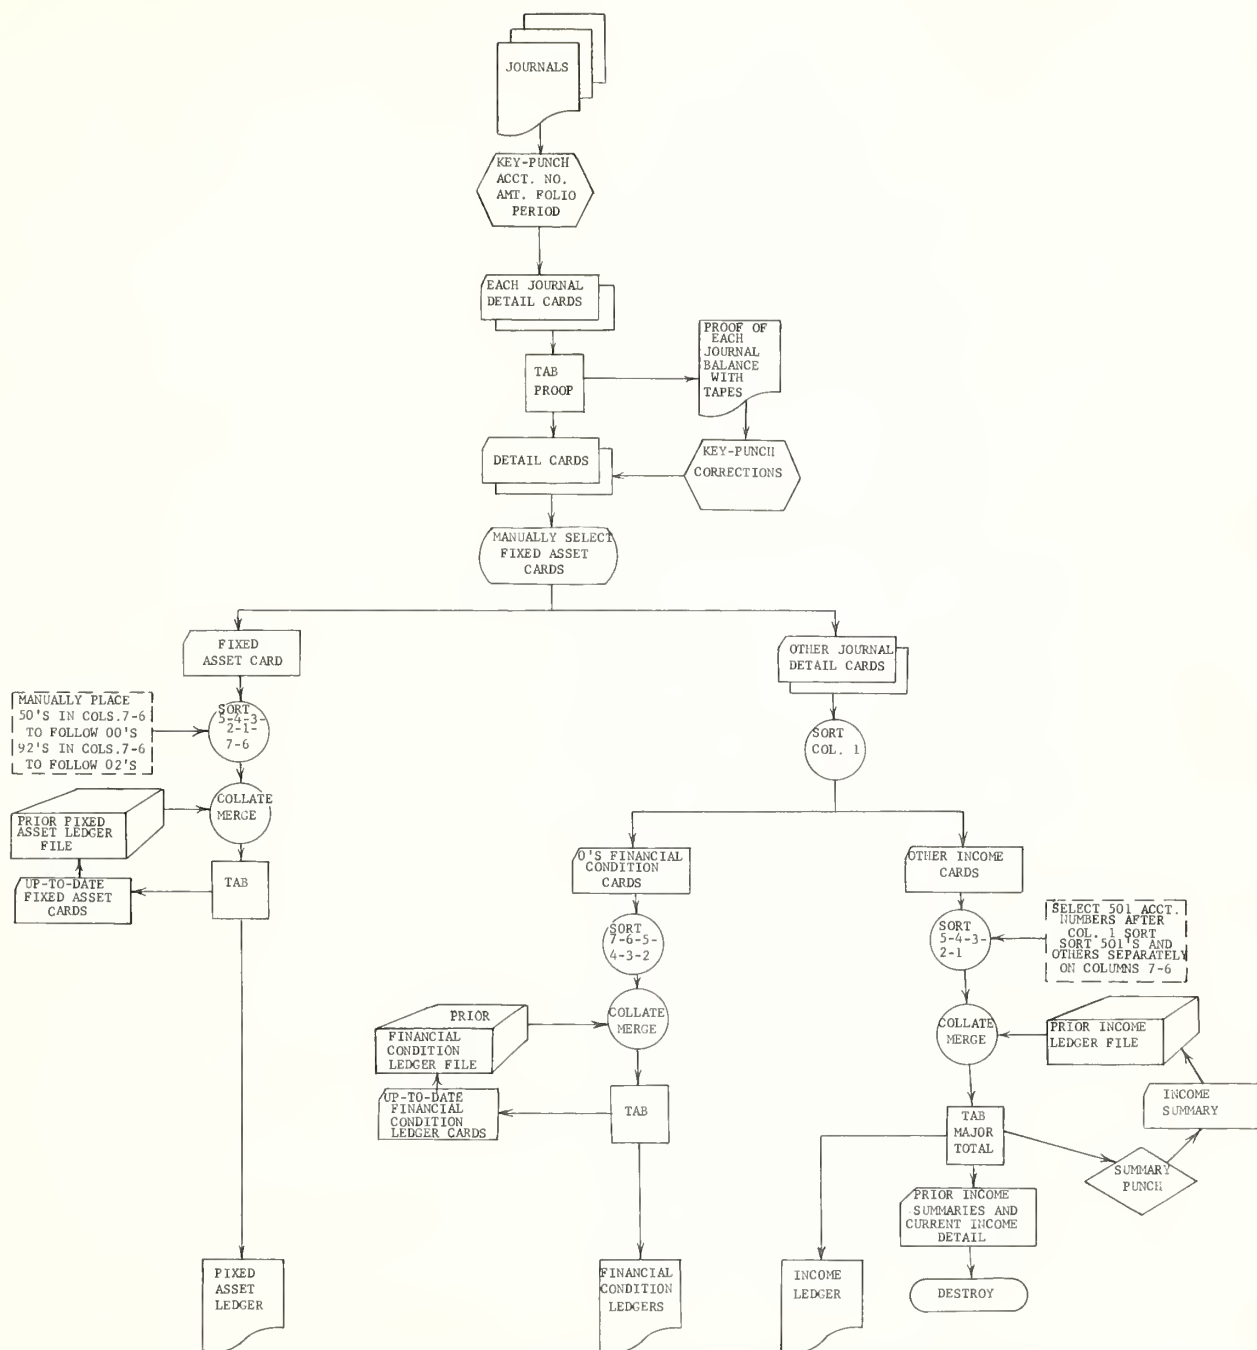 JOURNALS
KEY-PUNCH
ACCT. NO.
AMT. FOLIO
PERIOD
EACH JOURNAL
DETAIL CARDS
TAB
PROOP
PROOF OF
EACH
JOURNAL
BALANCE
WITH
TAPES
DETAIL CARDS
KEY-PUNCH
CORRECTIONS
MANUALLY SELECT
FIXED ASSET
CARDS
FIXED
ASSET CARD
OTHER JOURNAL
DETAIL CARDS
MANUALLY PLACE
50'S IN COLS.7-6
TO FOLLOW 00'S
92'S IN COLS.7-6
TO FOLLOW 02'S
SORT
5-4-3-
2-1-
7-6
SORT
COL. 1
COLLATE
MERGE
PRIOR PIXED
ASSET LEDGER
FILE
UP-TO-DATE
FIXED ASSET
CARDS
TAB
0'S FINANCIAL
CONDITION
CARDS
OTHER INCOME
CARDS
SORT
7-6-5-
4-3-2
SORT
5-4-3-
2-1
SELECT 501 ACCT.
NUMBERS AFTER
COL. 1 SORT
SORT 501'S AND
OTHERS SEPARATELY
ON COLUMNS 7-6
PRIOR
FINANCIAL
CONDITION
LEDGER FILE
COLLATE
MERGE
COLLATE
MERGE
PRIOR INCOME
LEDGER FILE
UP-TO-DATE
FINANCIAL
CONDITION
LEDGER CARDS
TAB
TAB
MAJOR
TOTAL
INCOME
SUMMARY
SUMMARY
PUNCH
PRIOR INCOME
SUMMARIES AND
CURRENT INCOME
DETAIL
PIXED
ASSET
LEDGER
FINANCIAL
CONDITION
LEDGERS
INCOME
LEDGER
DESTROY